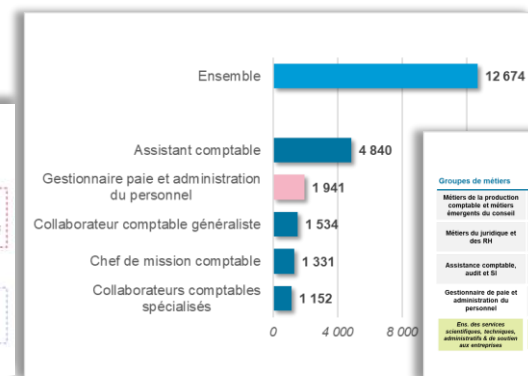 Ensemble
12 674
Assistant comptable
4 840
Gestionnaire paie et administration
du personnel
1 941
Collaborateur comptable généraliste
1 534
Chef de mission comptable
1 331
Collaborateurs comptables
spécialisés
1 152
0
4 000
8 000
Groupes de métiers
Métiers de la production
comptable et métiers
émergents du conseil
Métiers du juridique et
des RH
Assistance comptable,
audit et SI
Gestionnaire de paie et
administration du
personnel
Ens. des services
scientifiques, techniques,
administratifs & de soutien
aux entreprises